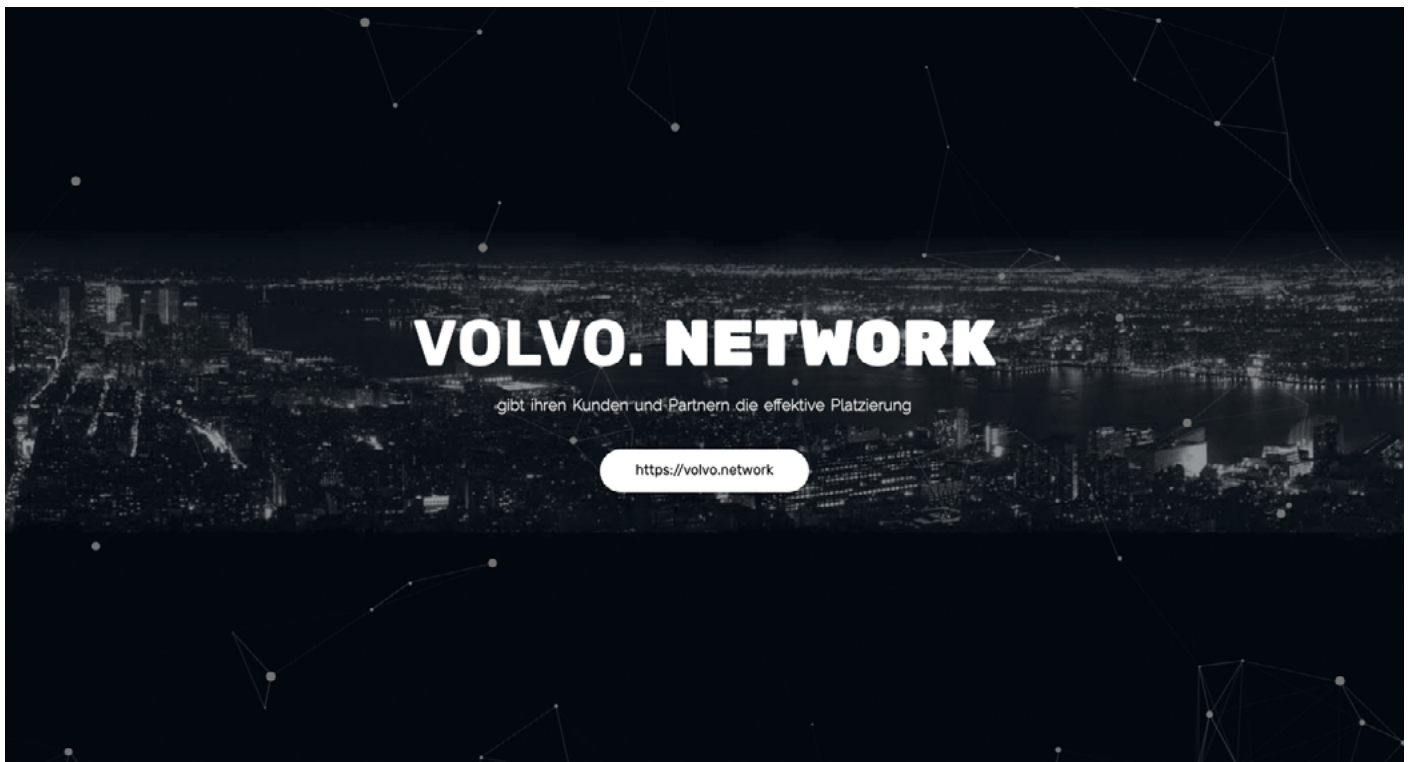 VOLVO. NETWORK
gibt ihren Kunden und Partnern die effektive Platzierung
https://volvo.network